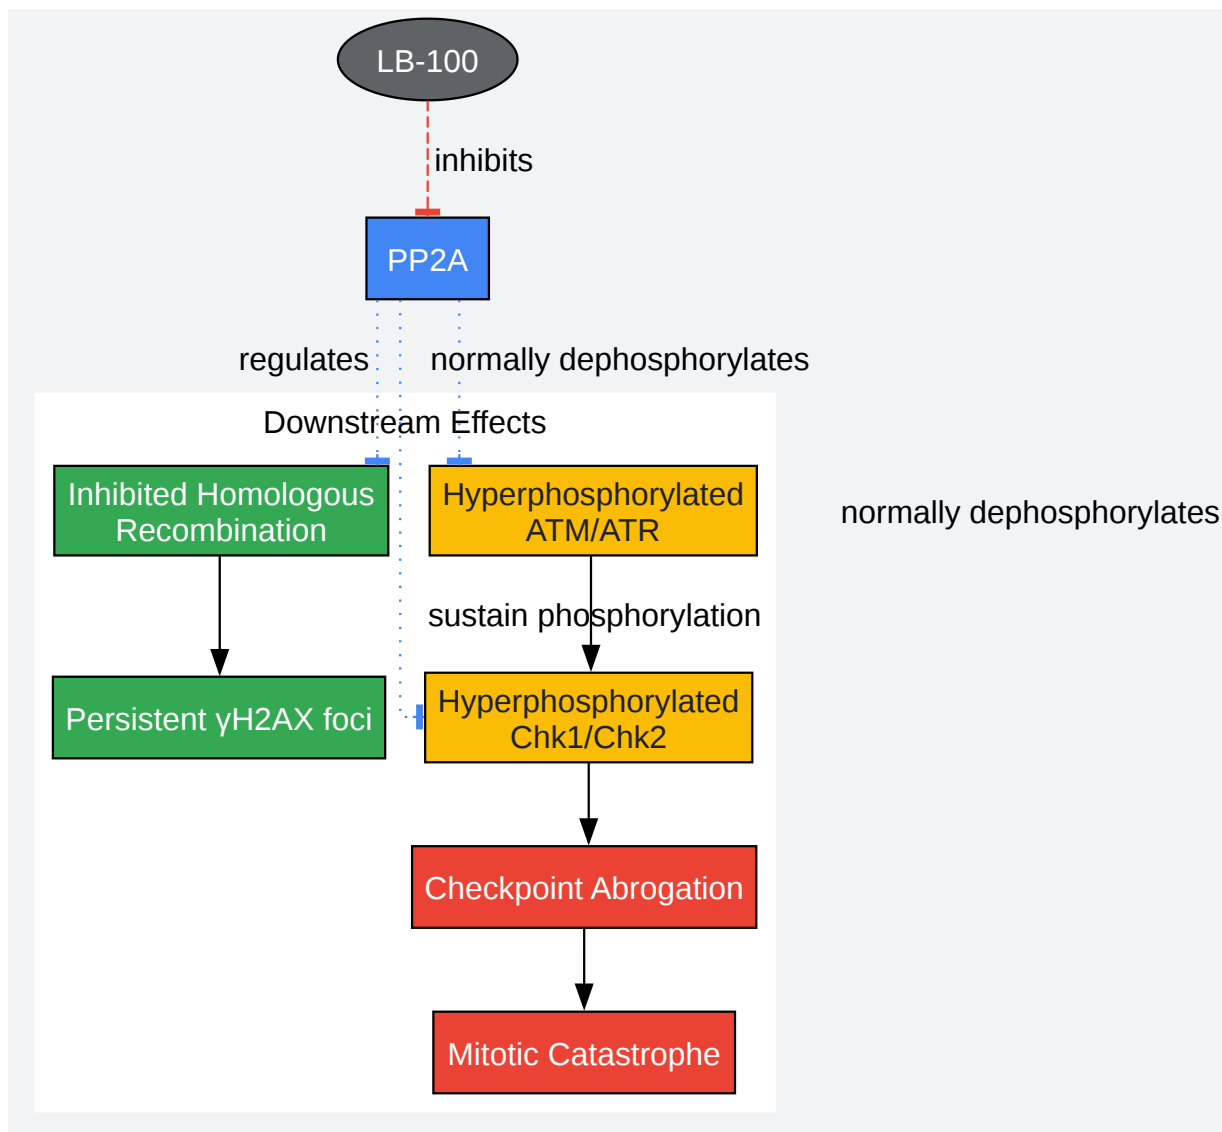 LB-100
inhibits
PP2A
regulates
normally dephosphorylates
Downstream Effects
Inhibited Homologous
Recombination
Hyperphosphorylated
ATM/ATR
normally dephosphorylates
sustain phosphorylation
Persistent γH2AX foci
Hyperphosphorylated
Chk1/Chk2
Checkpoint Abrogation
Mitotic Catastrophe